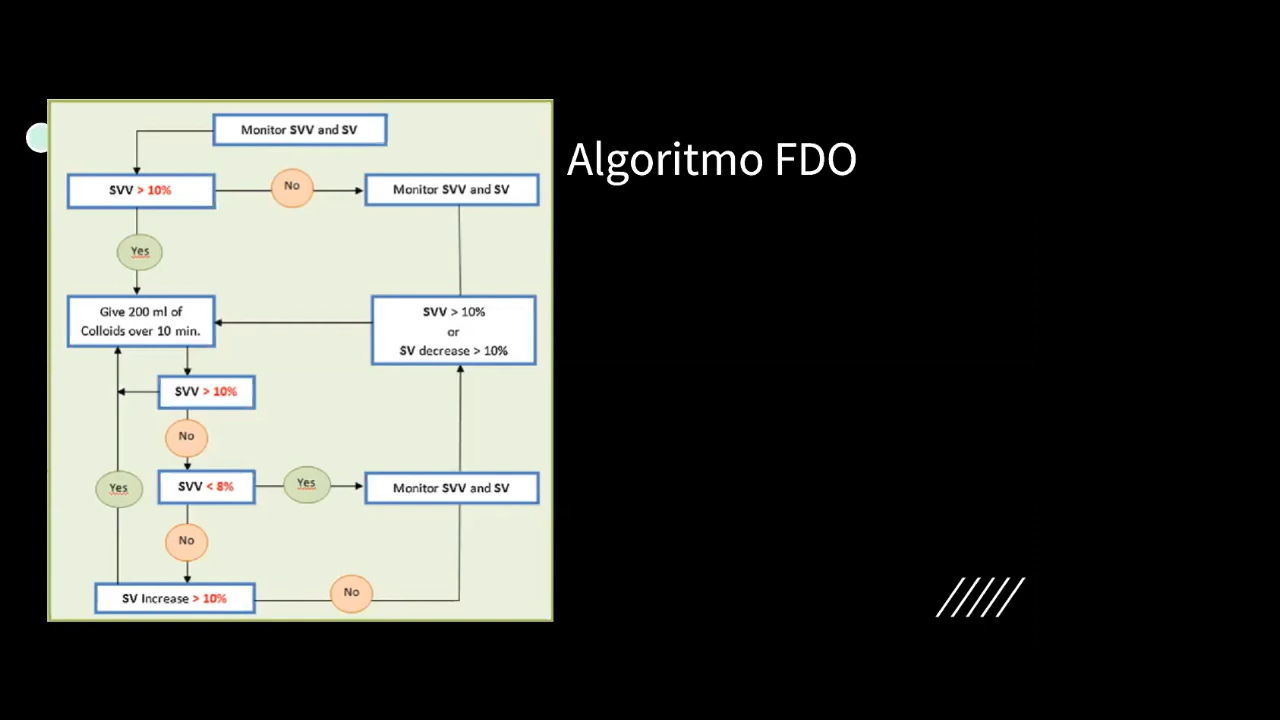 Monitor SVV and SV
Algoritmo FDO
SVV > 10%
No
Monitor SVV and SV
Yes
Give 200 ml of
Colloids over 10 min.
SVV > 10%
or
SV decrease > 10%
SVV > 10%
No
Yes
SVV < 8%
Yes
Monitor SVV and SV
No
SV Increase > 10%
No